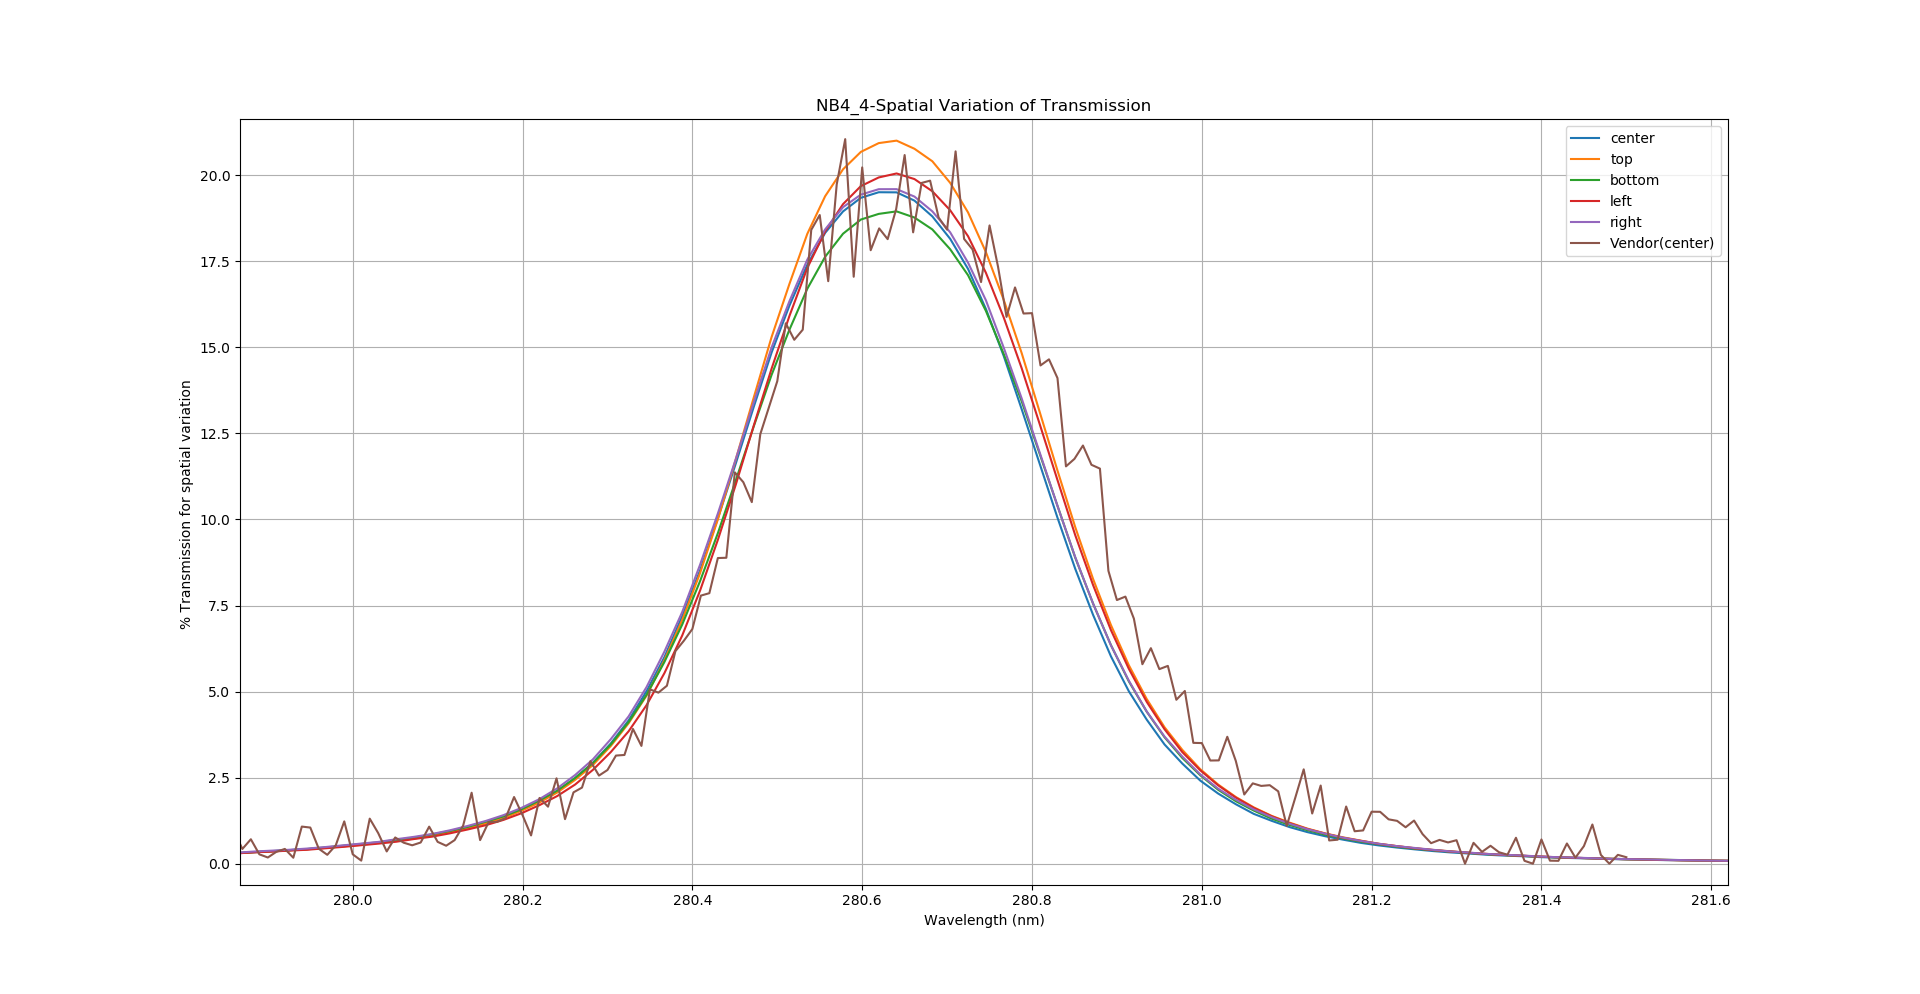 NB4_4-Spatial Variation of Transmission
center
top
bottom
left
right
Vendor(center)
% Transmission for spatial variation
20.0
17.5
15.0
12.5
10.0
7.5
5.0
2.5
0.0
280.0 280.2 280.4 280.6 280.8 281.0 281.2 281.4 281.6
Wavelength (nm)